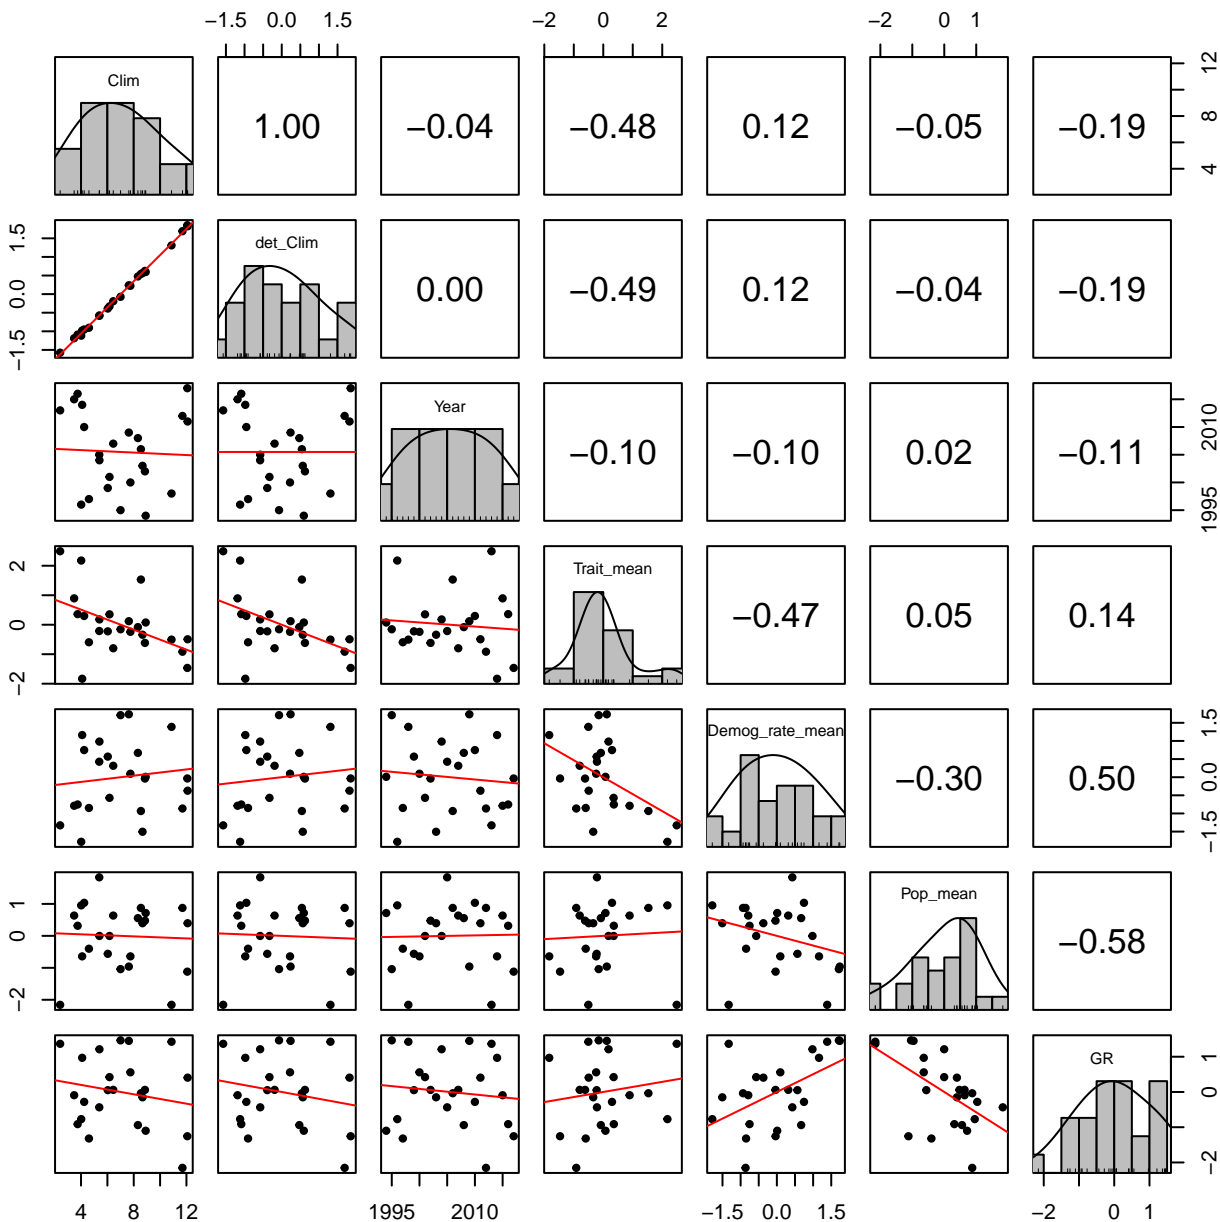 −1.5 0.0 1.5 −2 0 2 −2 0 1
Clim 1.00 −0.04 −0.48 0.12 −0.05 −0.19 4 8 12
−1.5 0.0 1.5 det_Clim 0.00 −0.49 0.12 −0.04 −0.19
Year −0.10 −0.10 0.02 −0.11 1995 2010
−2 0 2 Trait_mean −0.47 0.05 0.14
Demog_rate_mean −0.30 0.50 −1.5 0.0 1.5
−2 0 1 Pop_mean −0.58
GR −2 0 1
4 8 12 1995 2010 −1.5 0.0 1.5 −2 0 1